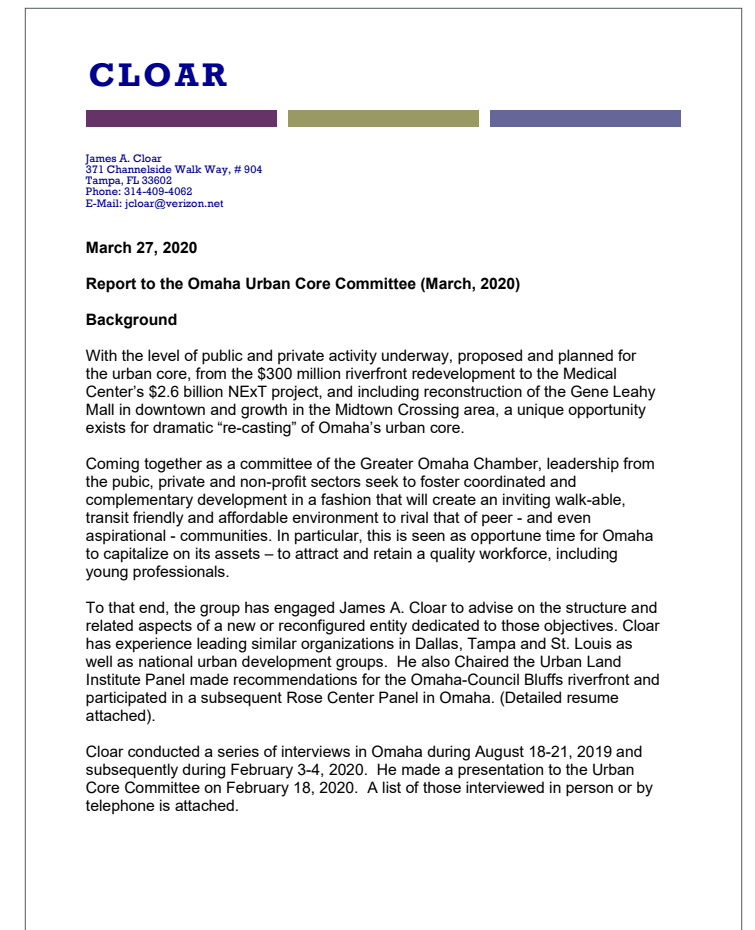 CLOAR
James A. Cloar
371 Channelside Walk Way, # 904
Tampa, FL 33602
Phone: 314-409-4062
E-Mail: jcloar@verizon.net
March 27, 2020
Report to the Omaha Urban Core Committee (March, 2020)
Background
With the level of public and private activity underway, proposed and planned for
the urban core, from the $300 million riverfront redevelopment to the Medical
Center’s $2.6 billion NExT project, and including reconstruction of the Gene Leahy
Mall in downtown and growth in the Midtown Crossing area, a unique opportunity
exists for dramatic “re-casting” of Omaha’s urban core.
Coming together as a committee of the Greater Omaha Chamber, leadership from
the pubic, private and non-profit sectors seek to foster coordinated and
complementary development in a fashion that will create an inviting walk-able,
transit friendly and affordable environment to rival that of peer - and even
aspirational - communities. In particular, this is seen as opportune time for Omaha
to capitalize on its assets – to attract and retain a quality workforce, including
young professionals.
To that end, the group has engaged James A. Cloar to advise on the structure and
related aspects of a new or reconfigured entity dedicated to those objectives. Cloar
has experience leading similar organizations in Dallas, Tampa and St. Louis as
well as national urban development groups.  He also Chaired the Urban Land
Institute Panel made recommendations for the Omaha-Council Bluffs riverfront and
participated in a subsequent Rose Center Panel in Omaha. (Detailed resume
attached).
Cloar conducted a series of interviews in Omaha during August 18-21, 2019 and
subsequently during February 3-4, 2020.  He made a presentation to the Urban
Core Committee on February 18, 2020.  A list of those interviewed in person or by
telephone is attached.